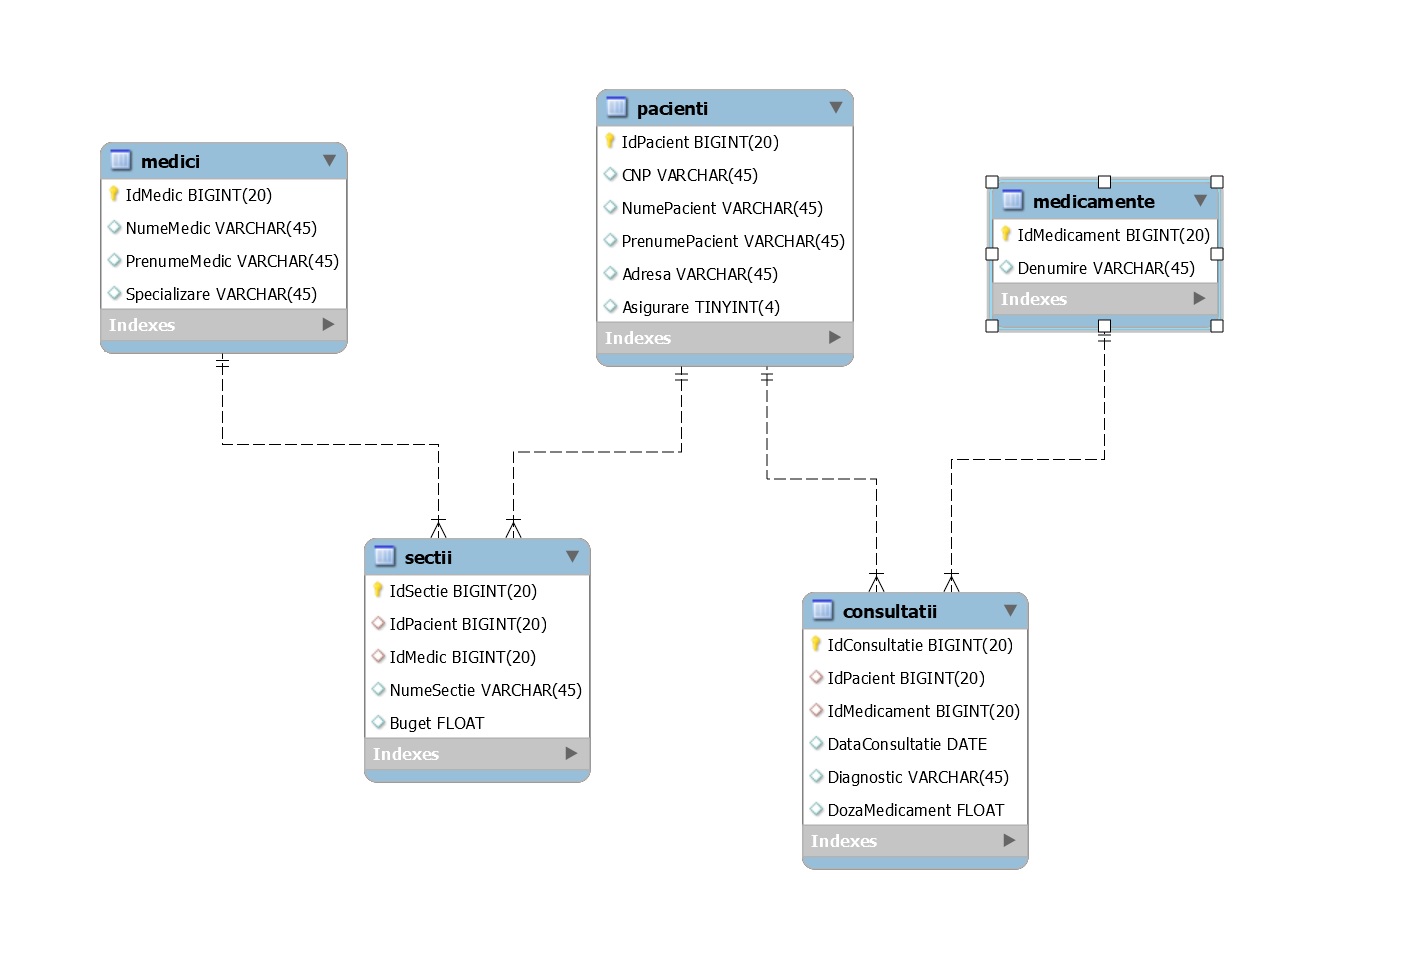 medici
IdMedic BIGINT(20)
NumeMedic VARCHAR(45)
PrenumeMedic VARCHAR(45)
Specializare VARCHAR(45)
Indexes
pacienti
IdPacient BIGINT(20)
CNP VARCHAR(45)
NumePacient VARCHAR(45)
PrenumePacient VARCHAR(45)
Adresa VARCHAR(45)
Asigurare TINYINT(4)
Indexes
medicamente
IdMedicament BIGINT(20)
Denumire VARCHAR(45)
Indexes
sectii
IdSectie BIGINT(20)
IdPacient BIGINT(20)
IdMedic BIGINT(20)
NumeSectie VARCHAR(45)
Buget FLOAT
Indexes
consultatii
IdConsultatie BIGINT(20)
IdPacient BIGINT(20)
IdMedicament BIGINT(20)
DataConsultatie DATE
Diagnostic VARCHAR(45)
DozaMedicament FLOAT
Indexes